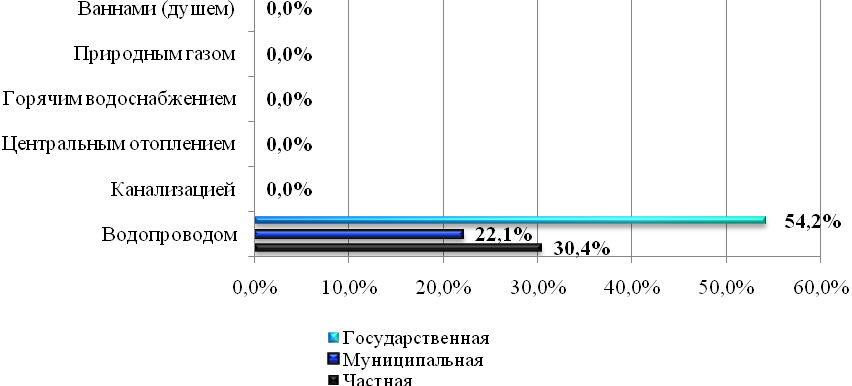 Ваннами (душем) 0,0%
Природным газом 0,0%
Горячим водоснабжением 0,0%
Центральным отоплением 0,0%
Канализацией 0,0%
54,2%
Водопроводом 22,1%
30,4%
0,0% 10,0% 20,0% 30,0% 40,0% 50,0% 60,0%
Государственная
Муниципальная
Частная